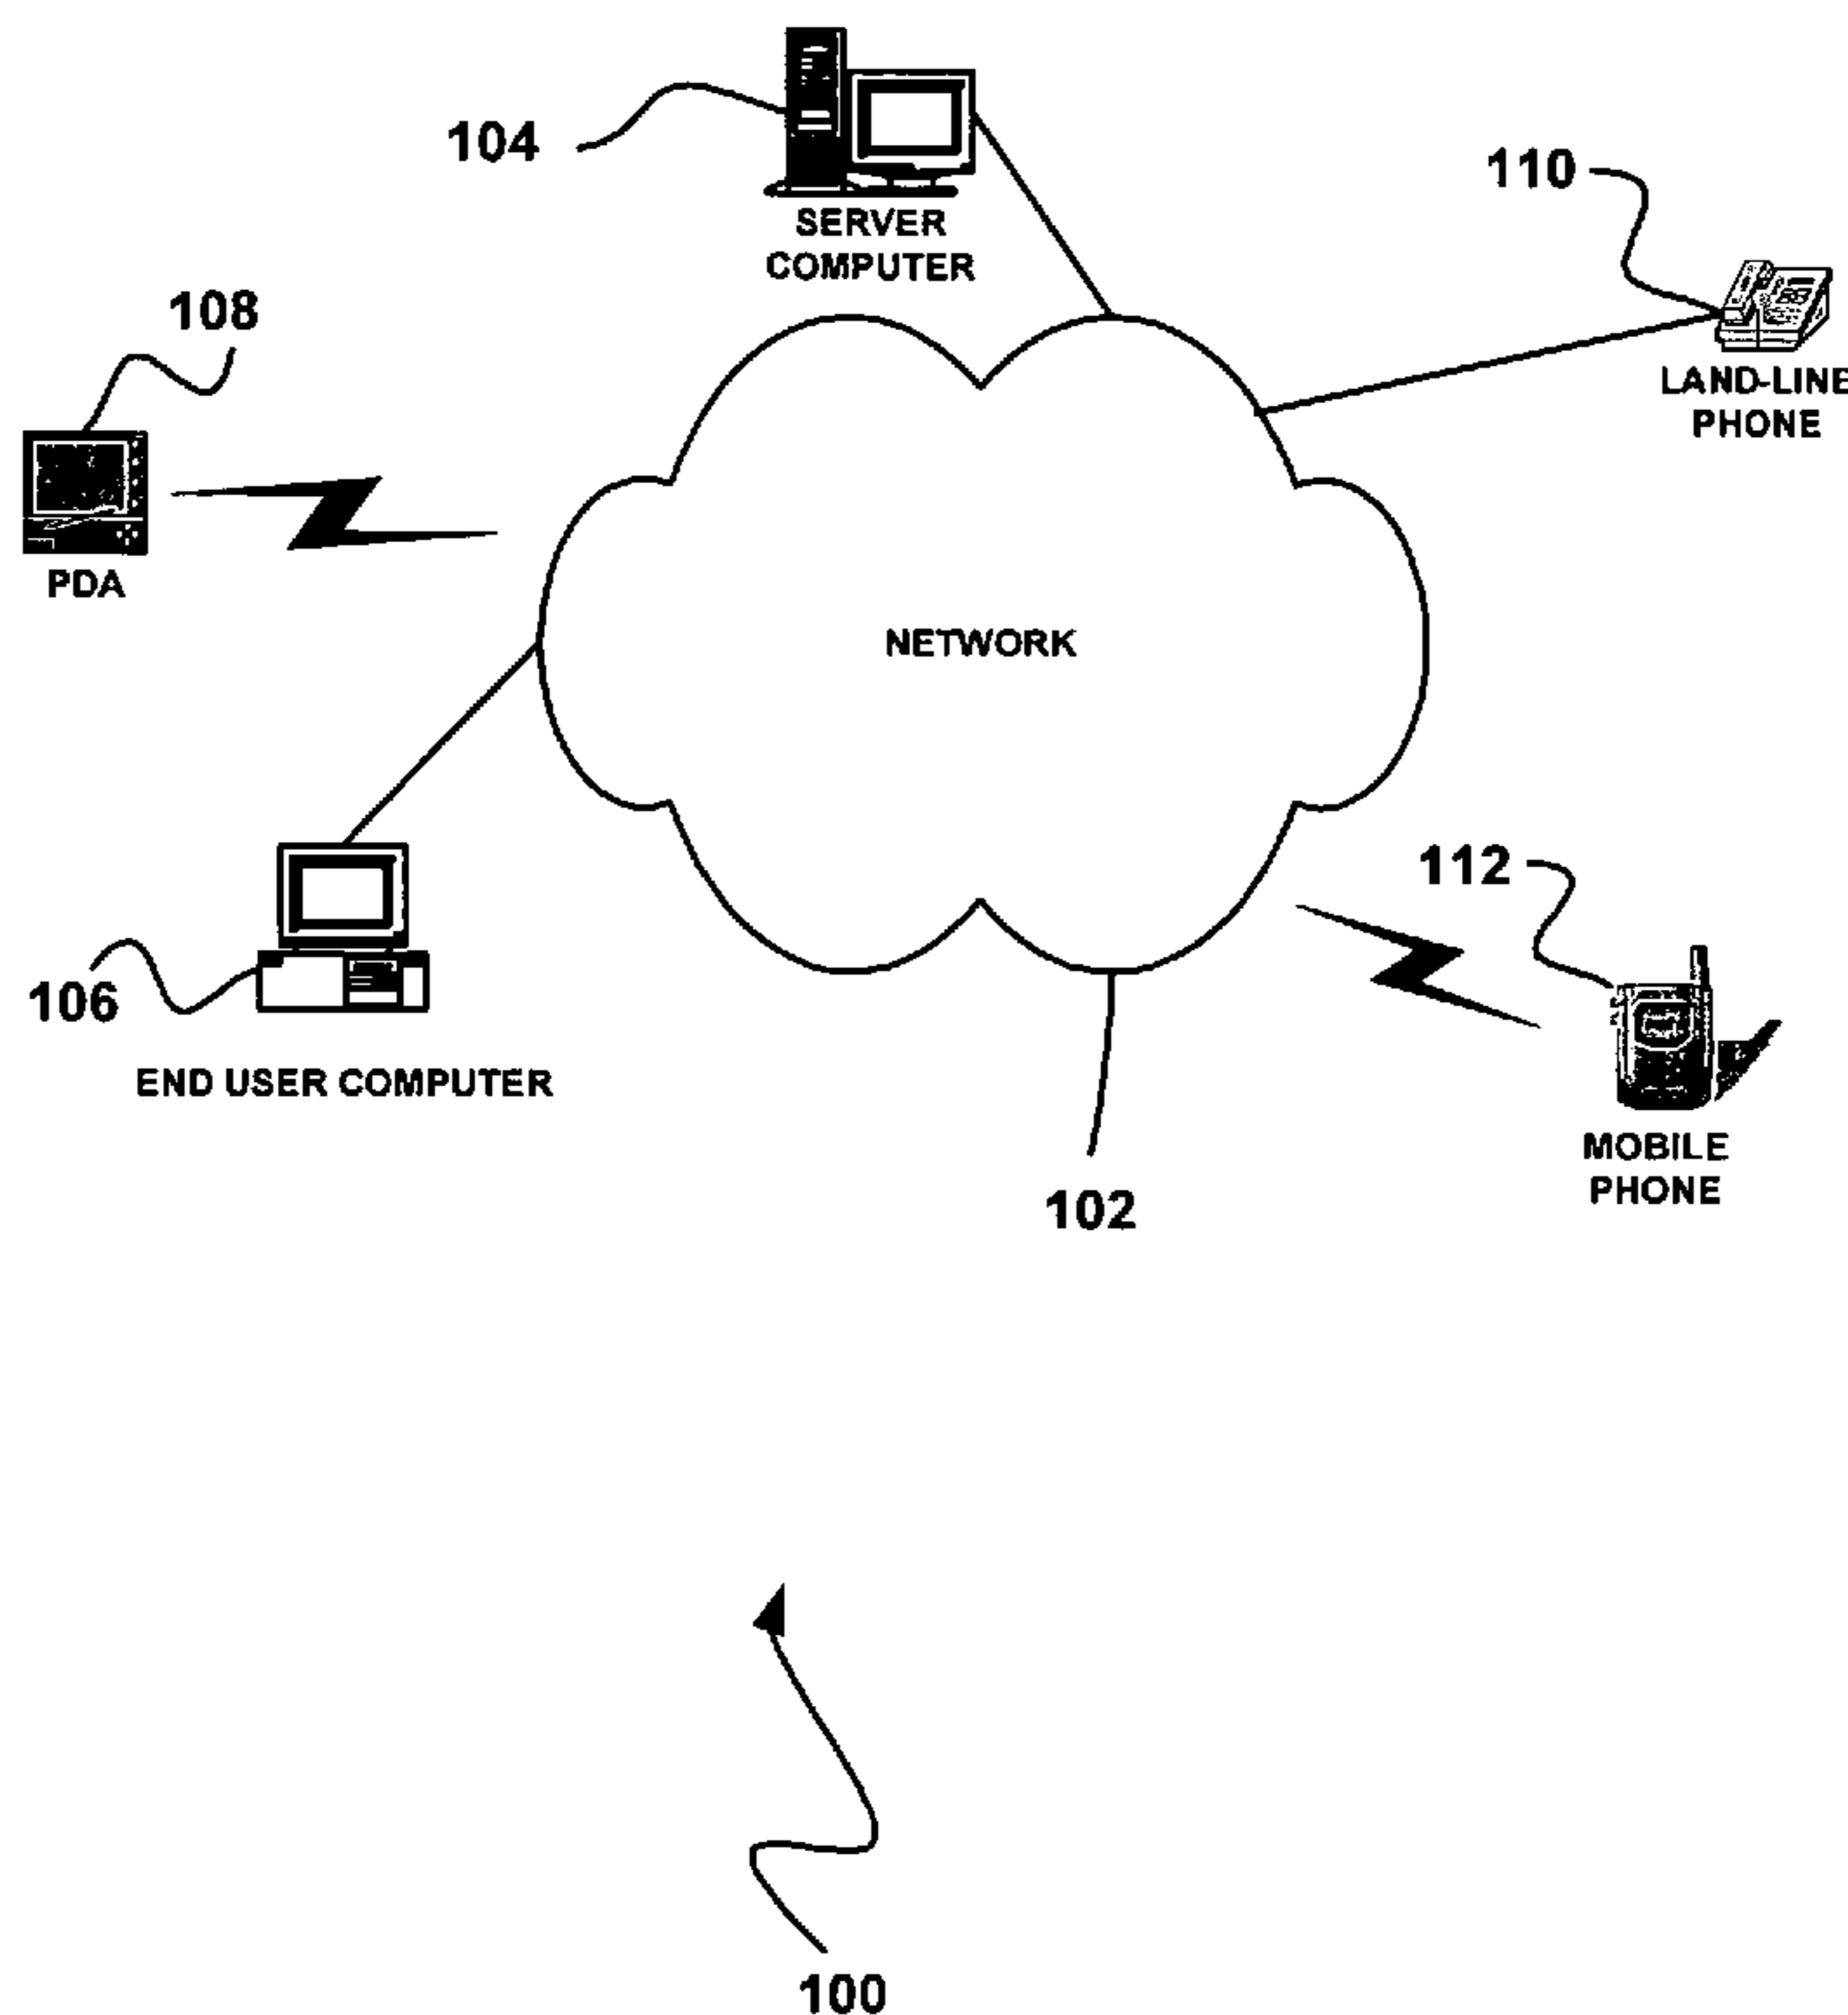 104
SERVER
COMPUTER
110
LAND-LINE
PHONE
108
PDA
NETWORK
106
END USER COMPUTER
112
MOBILE
PHONE
102
100